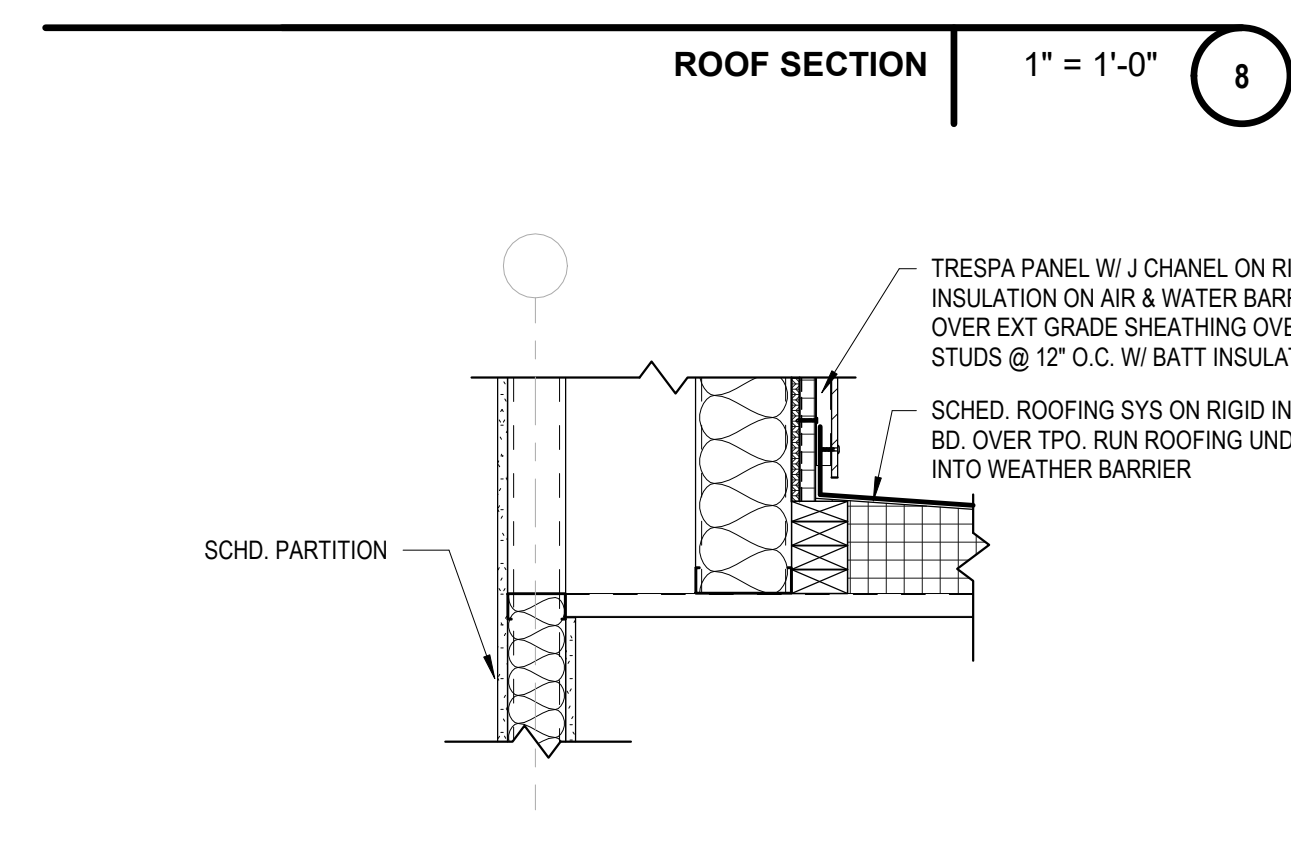 ROOF SECTION 1" = 1'-0" 8
TRESPA PANEL W/ J CHANEL ON
INSULATION ON AIR & WATER
OVER EXT GRADE SHEATHING
STUDS @ 12" O.C. W/ BATT
SCHED. ROOFING SYS ON RIGID
BD. OVER TPO. RUN ROOFING
INTO WEATHER BARRIER
SCHD. PARTITION